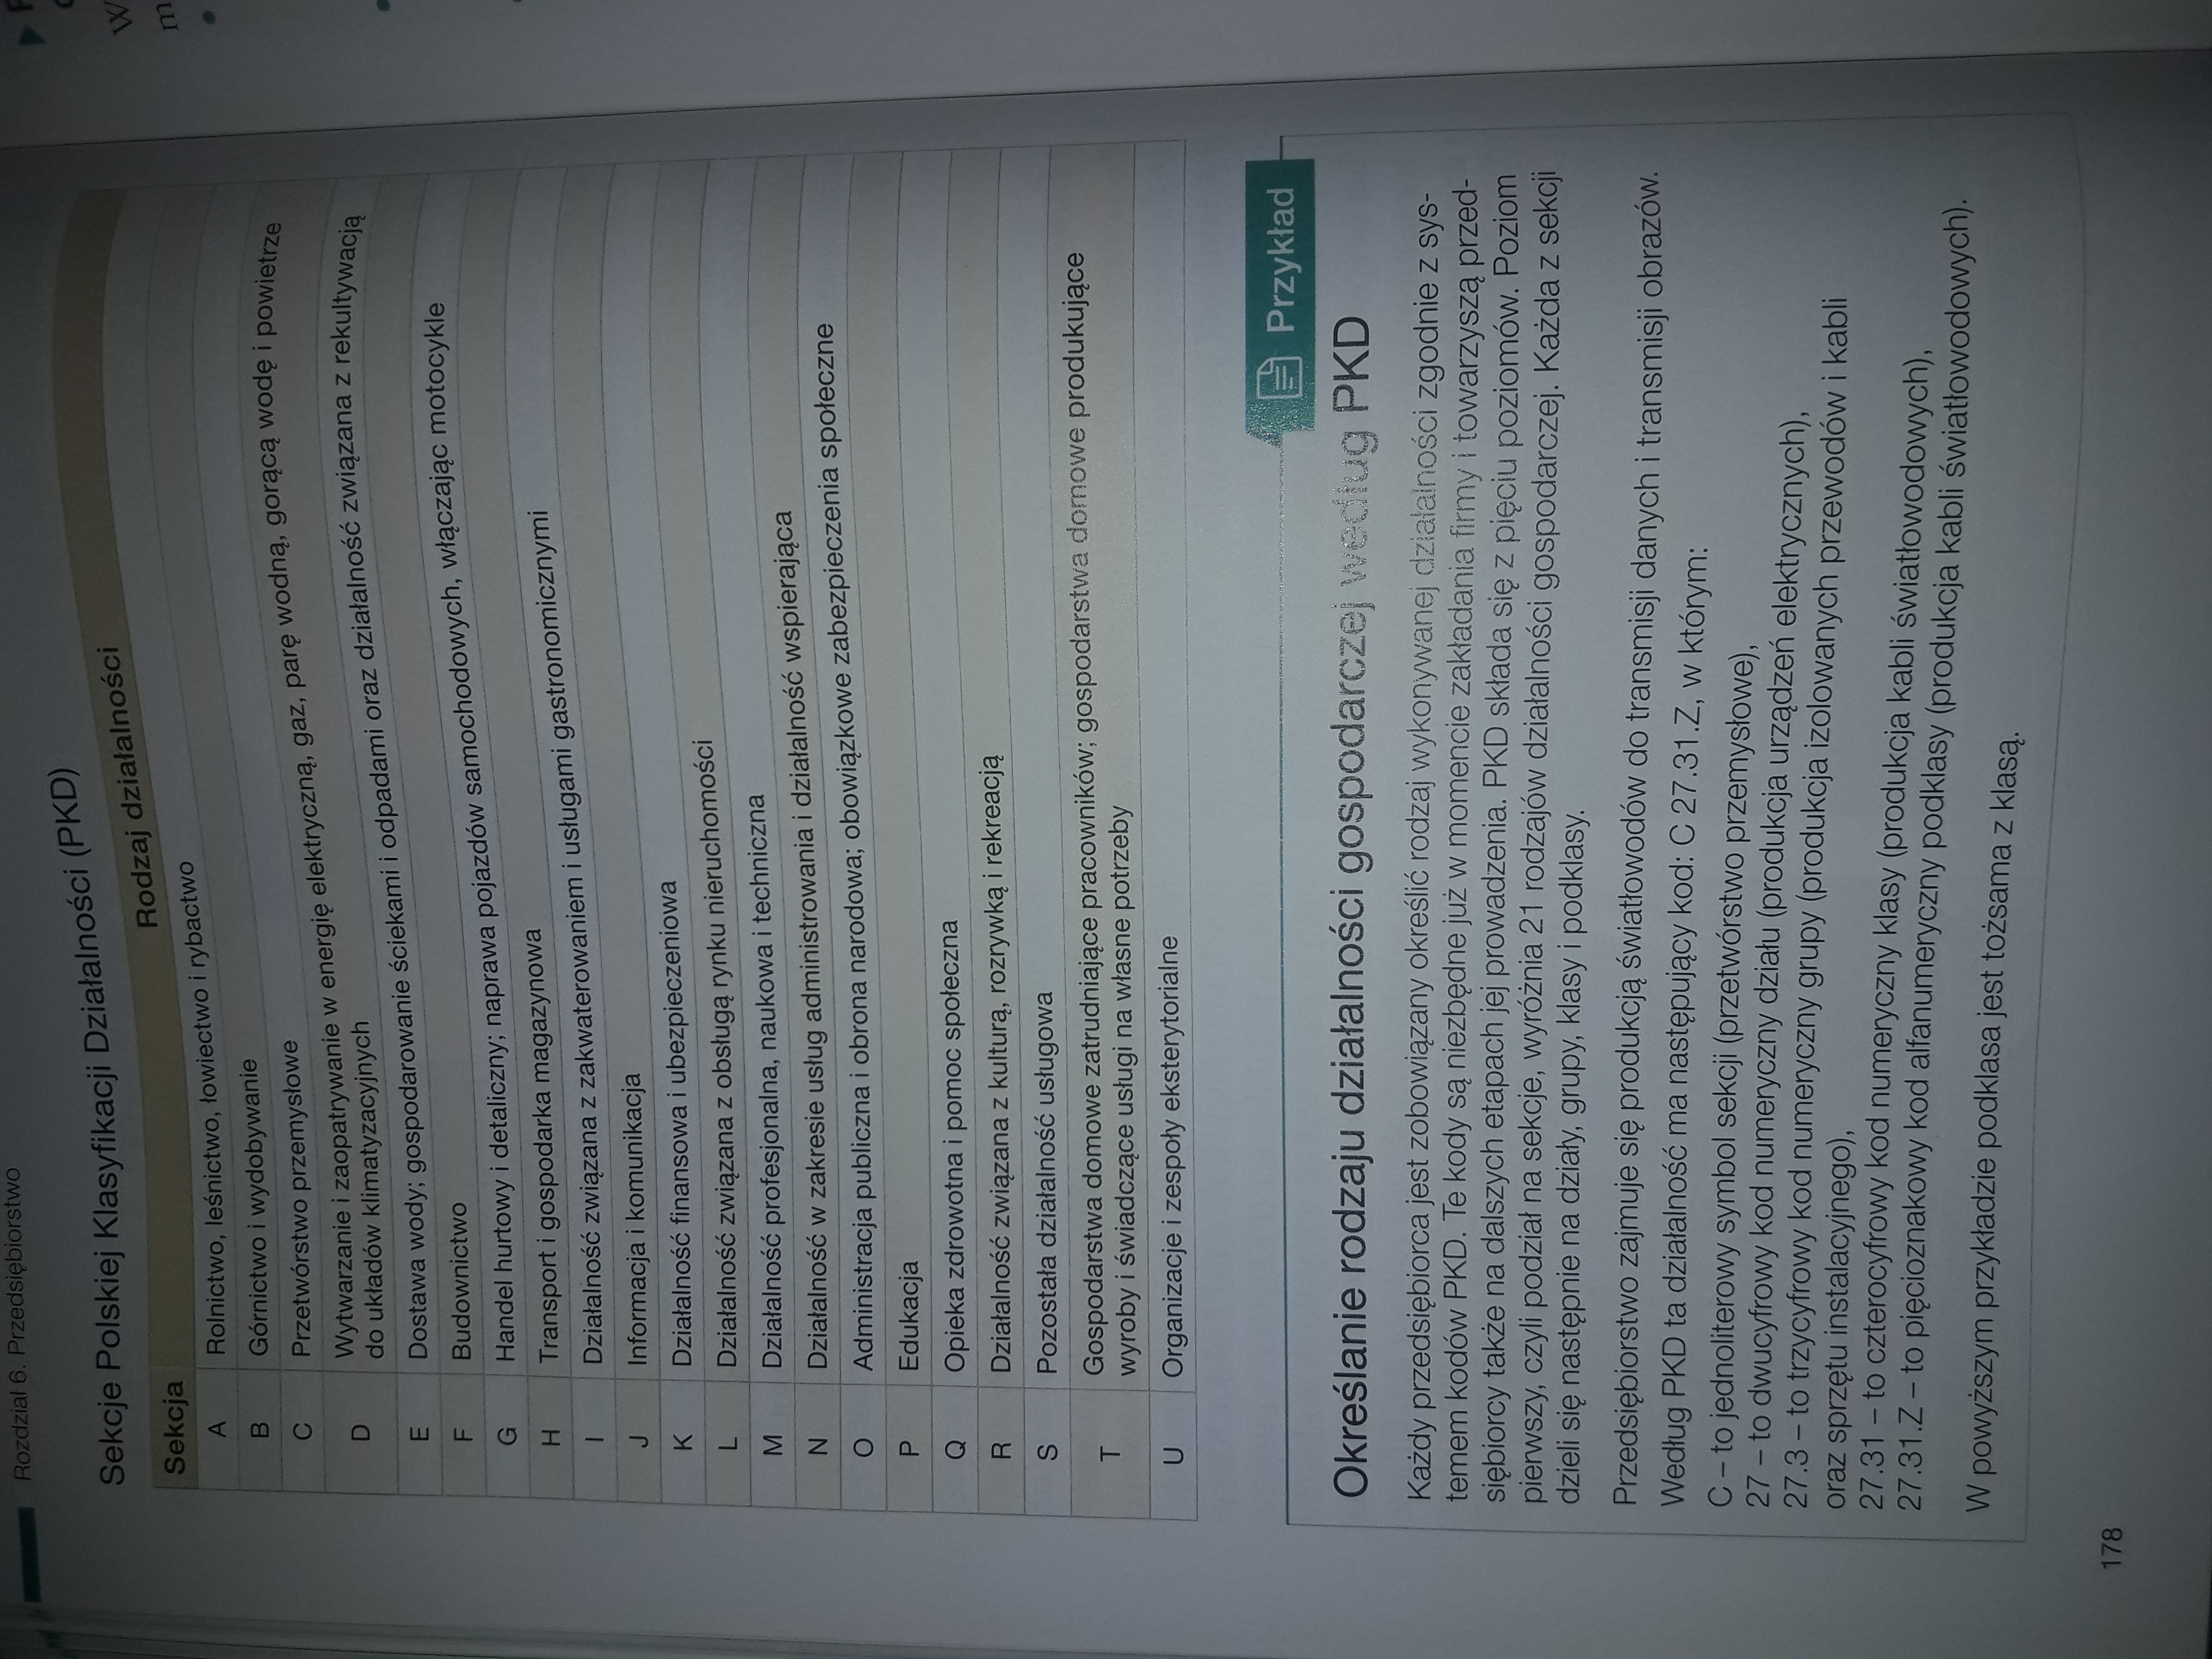 Rozdział 6. Przedsiębiorstwo
Sekcje Polskiej Klasyfikacji Działalności (PKD)
Sekcja Rodzaj działalności
A Rolnictwo, leśnictwo, łowiectwo i rybactwo
B Górnictwo i wydobywanie
C Przetwórstwo przemysłowe
D Wytwarzanie i zaopatrywanie w energię elektryczną, gaz, parę wodną, gorącą wodę i powietrze
do układów klimatyzacyjnych
E Dostawa wody; gospodarowanie ściekami i odpadami oraz działalność związana z rekultywacją
F Budownictwo
G Handel hurtowy i detaliczny; naprawa pojazdów samochodowych, włączając motocykle
H Transport i gospodarka magazynowa
I Działalność związana z zakwaterowaniem i usługami gastronomicznymi
J Informacja i komunikacja
K Działalność finansowa i ubezpieczeniowa
L Działalność związana z obsługą rynku nieruchomości
M Działalność profesjonalna, naukowa i techniczna
N Działalność w zakresie usług administrowania i działalność wspierająca
O Administracja publiczna i obrona narodowa; obowiązkowe zabezpieczenia społeczne
P Edukacja
Q Opieka zdrowotna i pomoc społeczna
R Działalność związana z kulturą, rozrywką i rekreacją
S Pozostała działalność usługowa
T Gospodarstwa domowe zatrudniające pracowników; gospodarstwa domowe produkujące
wyroby i świadczące usługi na własne potrzeby
U Organizacje i zespoły eksterytorialne
Przykład
Określanie rodzaju działalności gospodarczej według PKD
Każdy przedsiębiorca jest zobowiązany określić rodzaj wykonywanej działalności zgodnie z sys-
temem kodów PKD. Te kody są niezbędne już w momencie zakładania firmy i towarzyszą przed-
siębiorcy także na dalszych etapach jej prowadzenia. PKD składa się z pięciu poziomów. Poziom
pierwszy, czyli podział na sekcje, wyróżnia 21 rodzajów działalności gospodarczej. Każda z sekcji
dzieli się następnie na działy, grupy, klasy i podklasy.
Przedsiębiorstwo zajmuje się produkcją światłowodów do transmisji danych i transmisji obrazów.
Według PKD ta działalność ma następujący kod: C 27.31.Z, w którym:
C – to jednoliterowy symbol sekcji (przetwórstwo przemysłowe),
27 – to dwucyfrowy kod numeryczny działu (produkcja urządzeń elektrycznych),
27.3 – to trzycyfrowy kod numeryczny grupy (produkcja izolowanych przewodów i kabli
oraz sprzętu instalacyjnego),
27.31 – to czterocyfrowy kod numeryczny klasy (produkcja kabli światłowodowych),
27.31.Z – to pięcioznakowy kod alfanumeryczny podklasy (produkcja kabli światłowodowych).
W powyższym przykładzie podklasa jest tożsama z klasą.
178